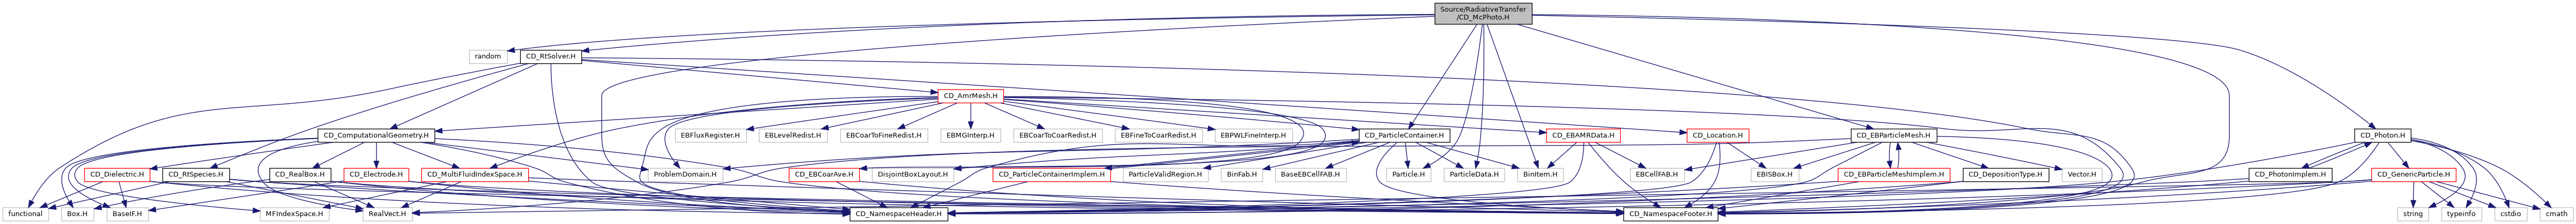 Source/RadiativeTransfer
/CD_McPhoto.H
random
CD_RtSolver.H
CD_AmrMesh.H
CD_ComputationalGeometry.H
EBFluxRegister.H
EBLevelRedist.H
EBCoarToFineRedist.H
EBMGInterp.H
EBCoarToCoarRedist.H
EBFineToCoarRedist.H
EBPWLFineInterp.H
CD_ParticleContainer.H
CD_EBAMRData.H
CD_Location.H
CD_EBParticleMesh.H
CD_Photon.H
CD_Dielectric.H
CD_RtSpecies.H
CD_RealBox.H
CD_Electrode.H
CD_MultiFluidIndexSpace.H
ProblemDomain.H
CD_EBCoarAve.H
DisjointBoxLayout.H
CD_ParticleContainerImplem.H
ParticleValidRegion.H
BinFab.H
BaseEBCellFAB.H
Particle.H
ParticleData.H
BinItem.H
EBCellFAB.H
EBISBox.H
CD_EBParticleMeshImplem.H
CD_DepositionType.H
Vector.H
CD_PhotonImplem.H
CD_GenericParticle.H
functional
Box.H
BaseIF.H
MFIndexSpace.H
RealVect.H
CD_NamespaceHeader.H
CD_NamespaceFooter.H
string
typeinfo
cstdio
cmath